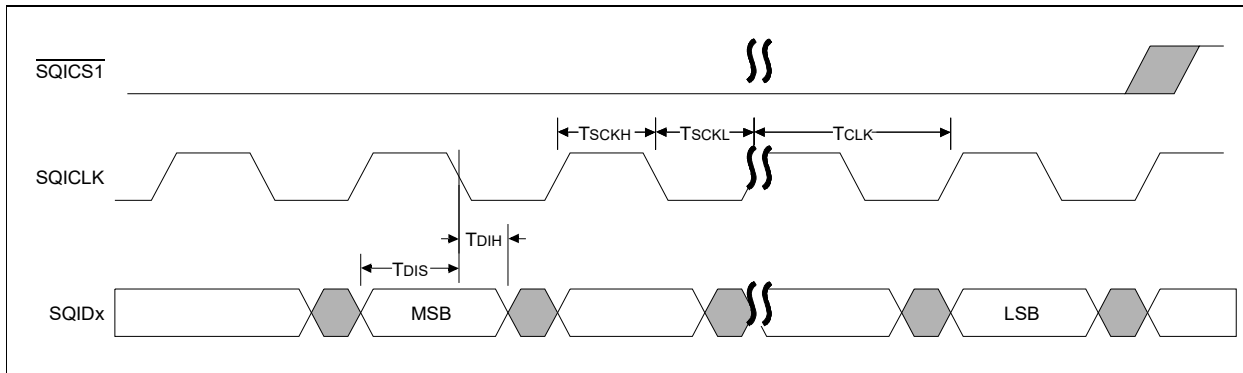 SQICS1
TSCKH TSCKL TCLK
SQICLK
TDIH
TDIS
SQIDx MSB LSB